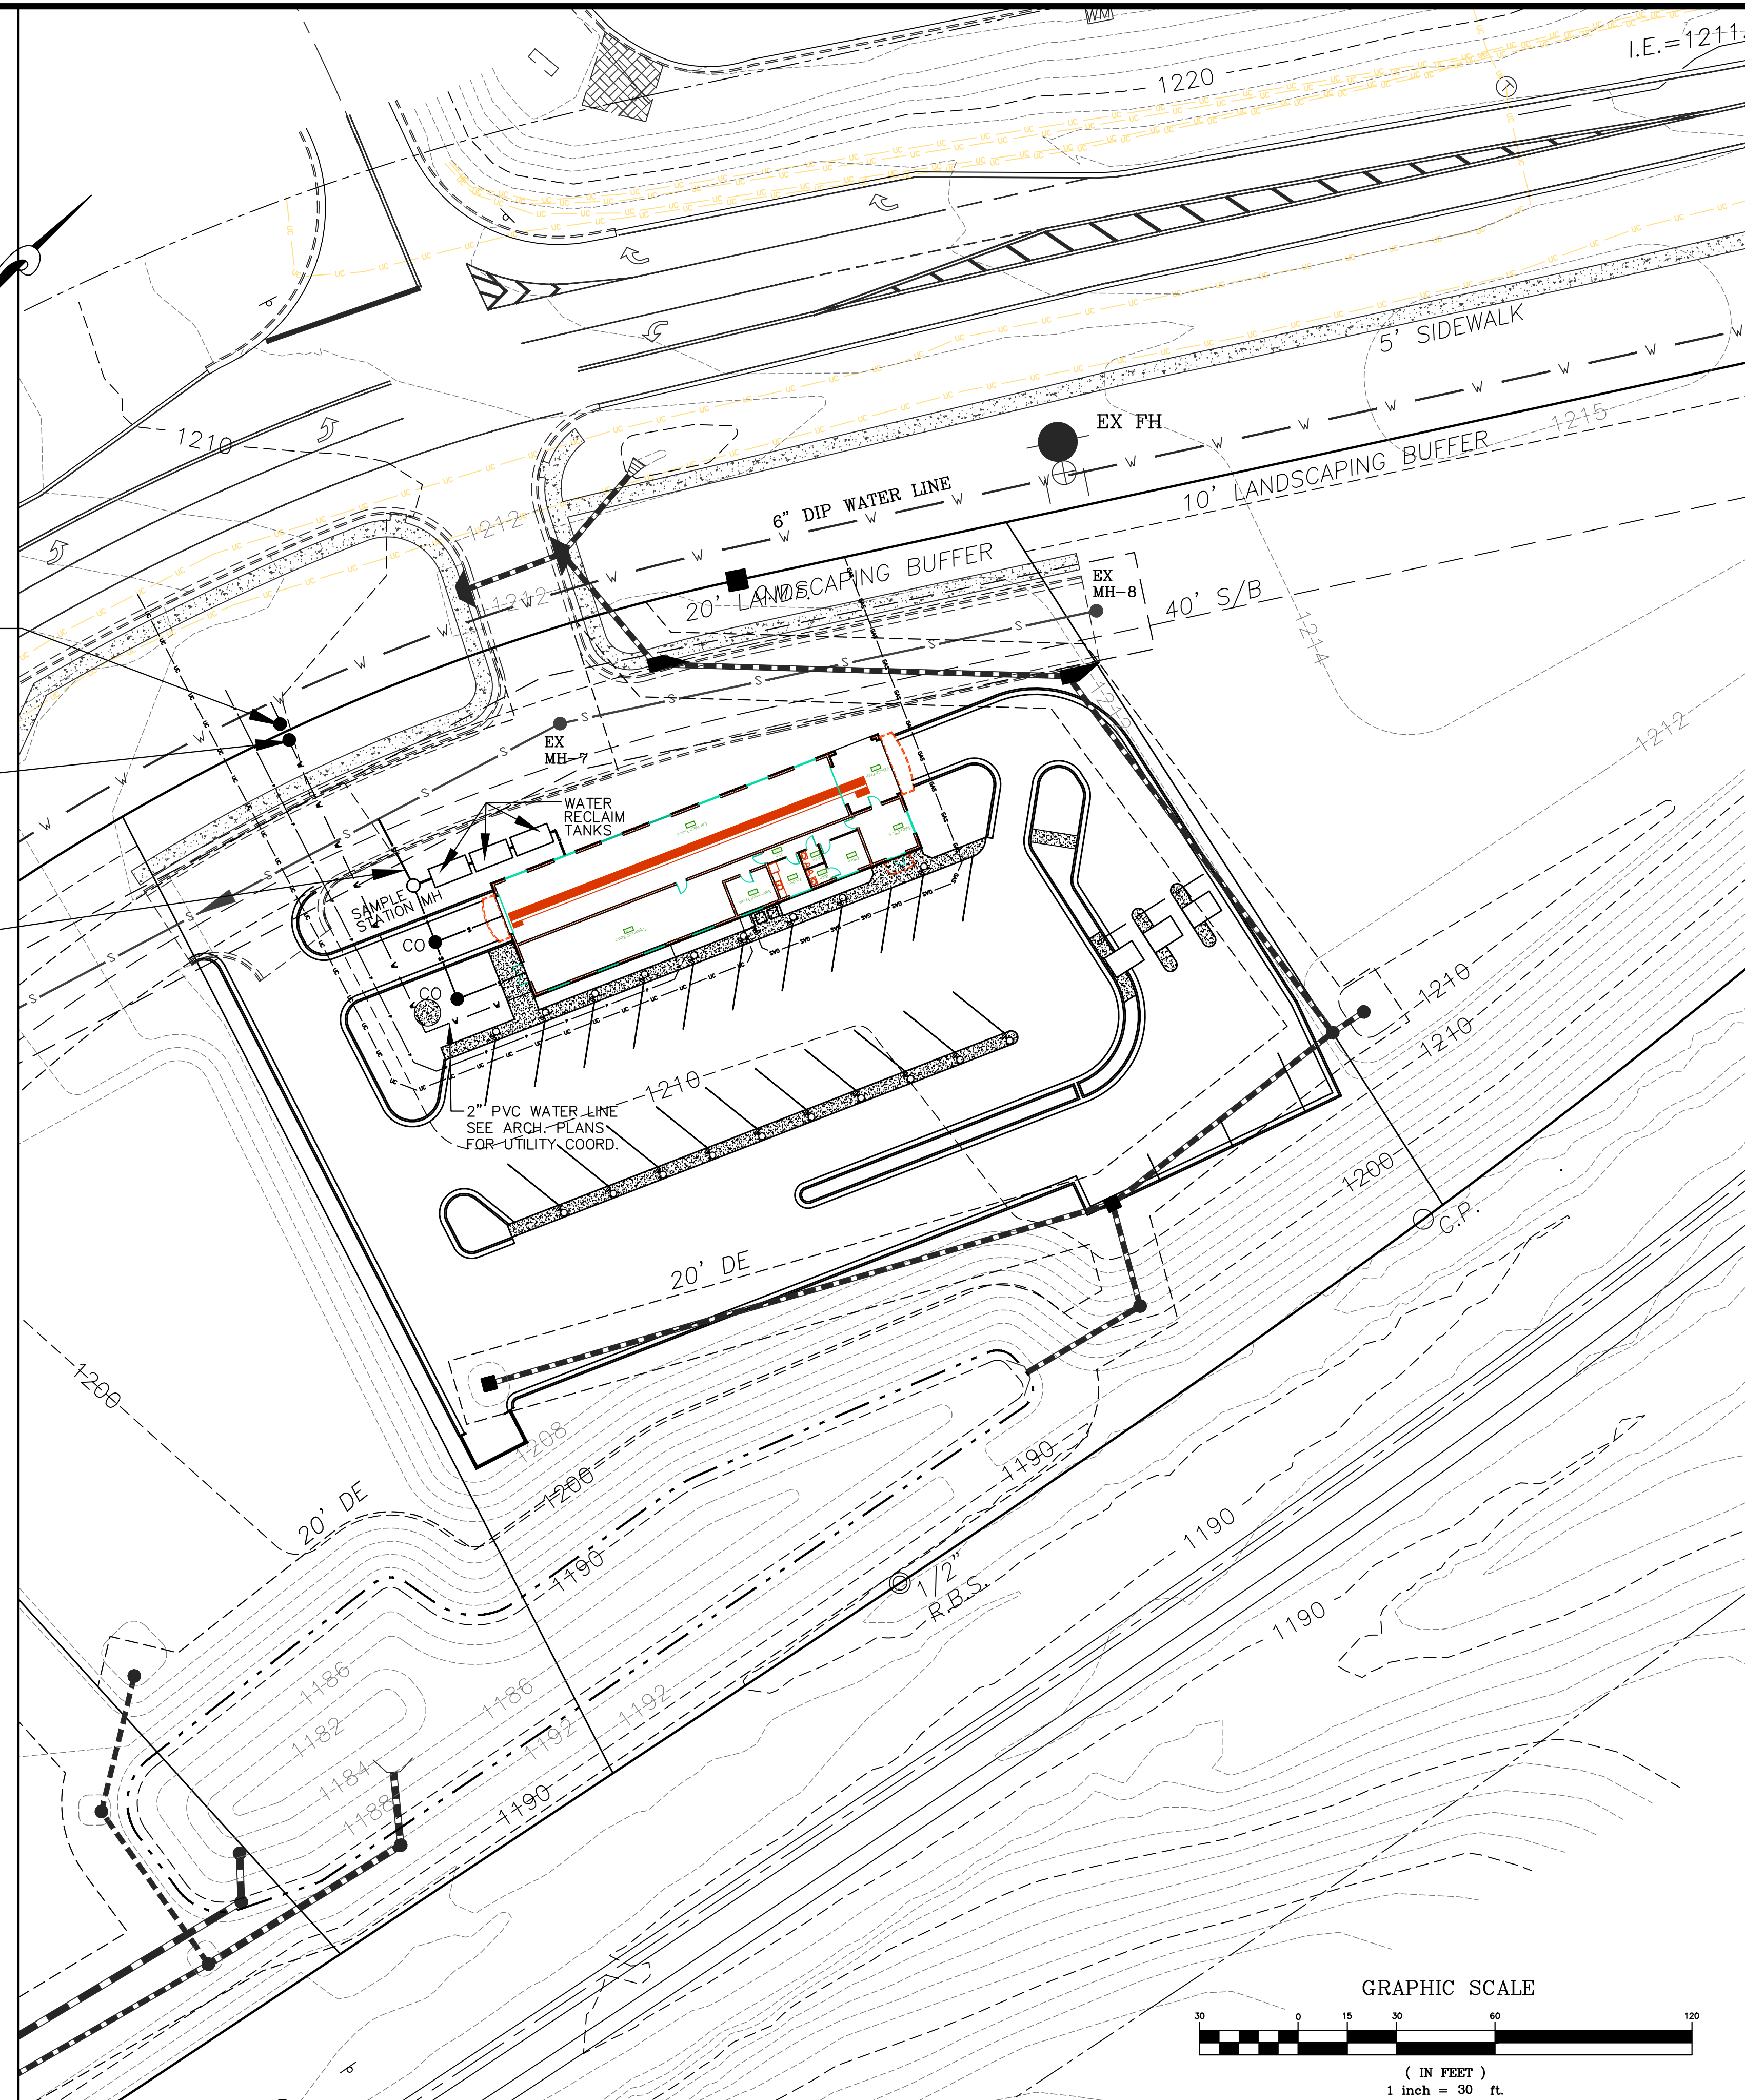 WM
I.E.=1211.
1220
5' SIDEWALK
1210
EX FH
1215
10' LANDSCAPING BUFFER
6" DIP WATER LINE
1212
1212
20' LANDSCAPING BUFFER
O.M.F.
EX
MH-8
40' S/B
1214
1212
1212
EX
MH-7
WATER
RECLAIM
TANKS
SAMPLE
STATION MH
CO
CO
1210
1210
1210
2" PVC WATER LINE
SEE ARCH. PLANS
FOR UTILITY COORD.
1200
C.P.
20' DE
1200
1208
1190
1200
20' DE
1190
1190
1/2"
R.B.S.
1190
1186
1186
1192
1182
1192
1184
1188
1190
GRAPHIC SCALE
30 0 15 30 60 120
( IN FEET )
1 inch = 30 ft.